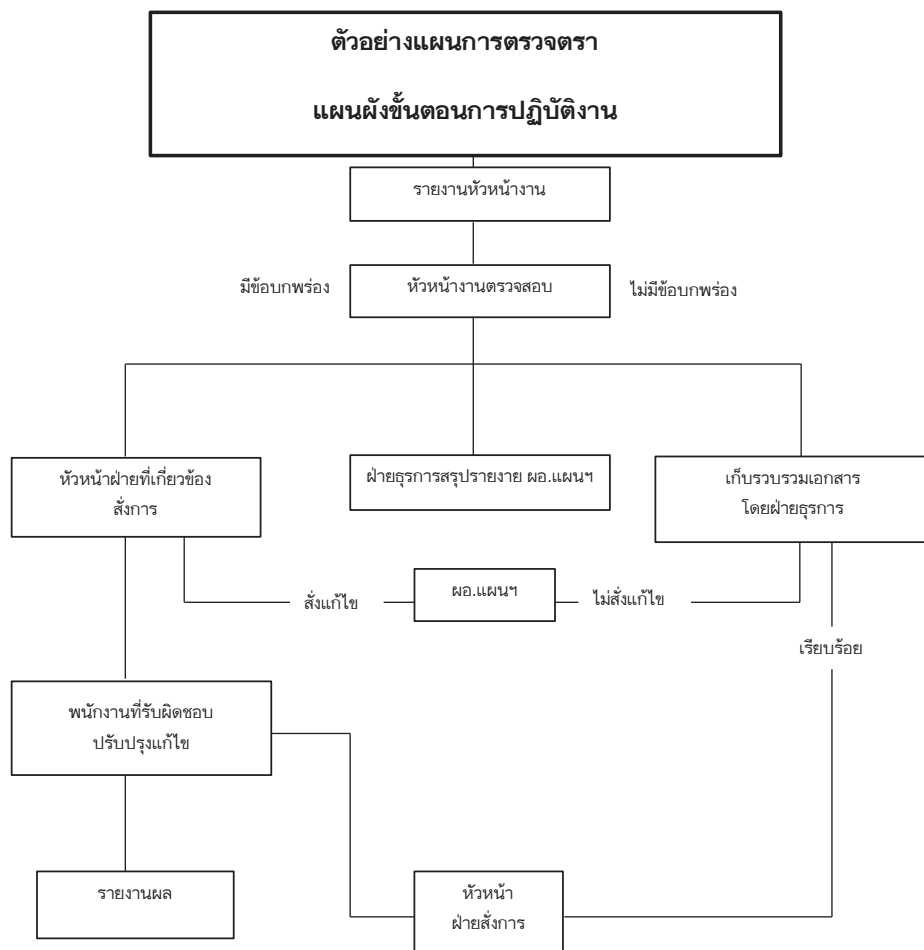 ตัวอย่างแผนการตรวจตรา
แผนผังขั้นตอนการปฏิบัติงาน
รายงานหัวหน้างาน
มีข้อบกพร่อง
หัวหน้างานตรวจสอบ
ไม่มีข้อบกพร่อง
หัวหน้าฝ่ายที่เกี่ยวข้อง
สั่งการ
ฝ่ายธุรการสรุปรายงาย ผอ.แผนฯ
เก็บรวบรวมเอกสาร
โดยฝ่ายธุรการ
สั่งแก้ไข
ผอ.แผนฯ
ไม่สั่งแก้ไข
เรียบร้อย
พนักงานที่รับผิดชอบ
ปรับปรุงแก้ไข
รายงานผล
หัวหน้า
ฝ่ายสั่งการ